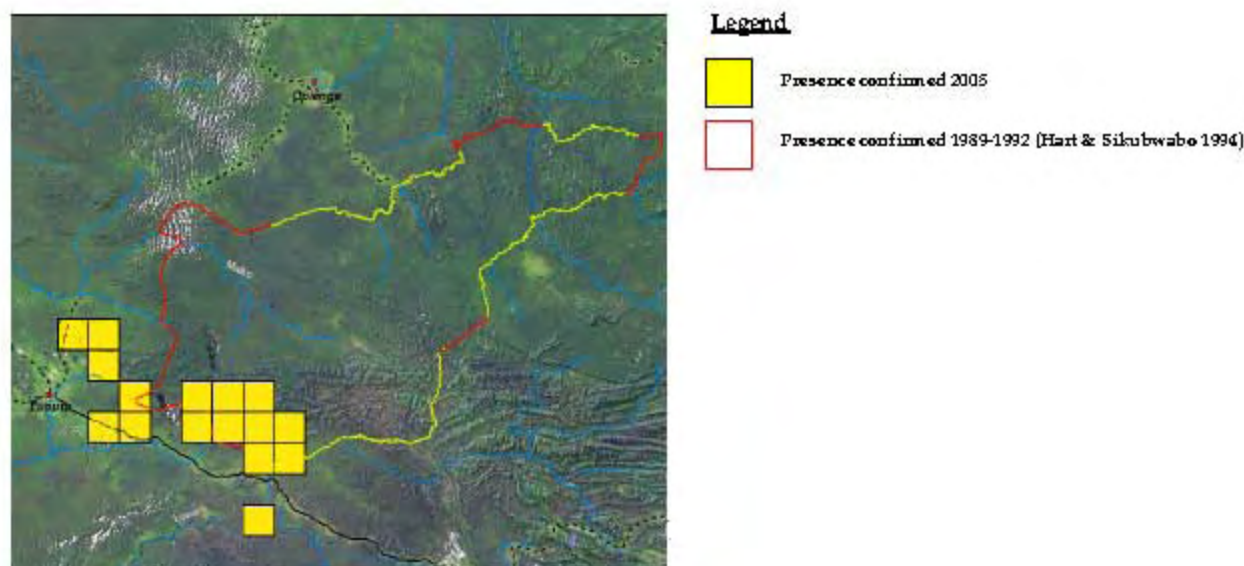 Legend
Opienge
Presence confirmed 2005
Presence confirmed 1989-1992 (Hart & Sikubwabo 1994)
Maiko